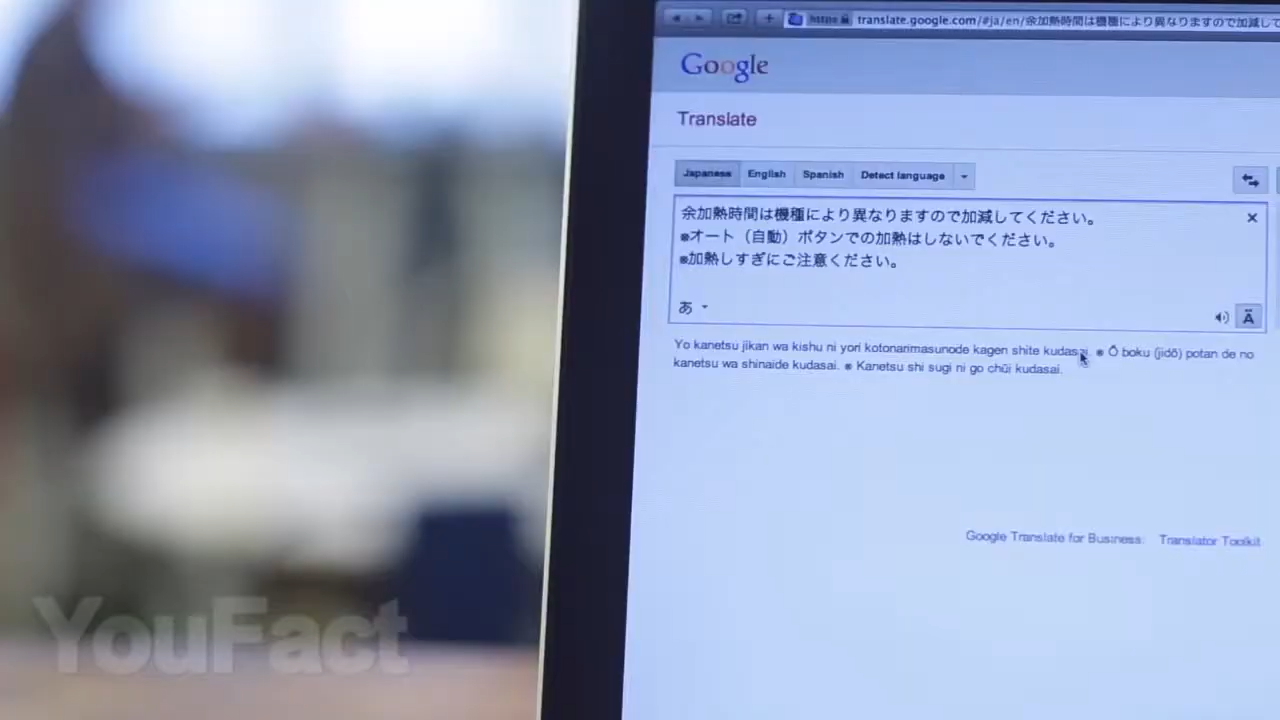 https translate.google.com/#ja/en/余加熱時間は機種により異なりますので加減して
Google
Translate
Japanese English Spanish Detect language
余加熱時間は機種により異なりますので加減してください。
※オート（自動）ボタンでの加熱はしないでください。
※加熱しすぎにご注意ください。
あ
Ä
Yo kanetsu jikan wa kishu ni yori kotonarimasunode kagen shite kudasai. ※ Ō boku (jidō) potan de no
kanetsu wa shinaide kudasai. ※ Kanetsu shi sugi ni go chūi kudasai.
Google Translate for Business: Translator Toolkit
YouFact